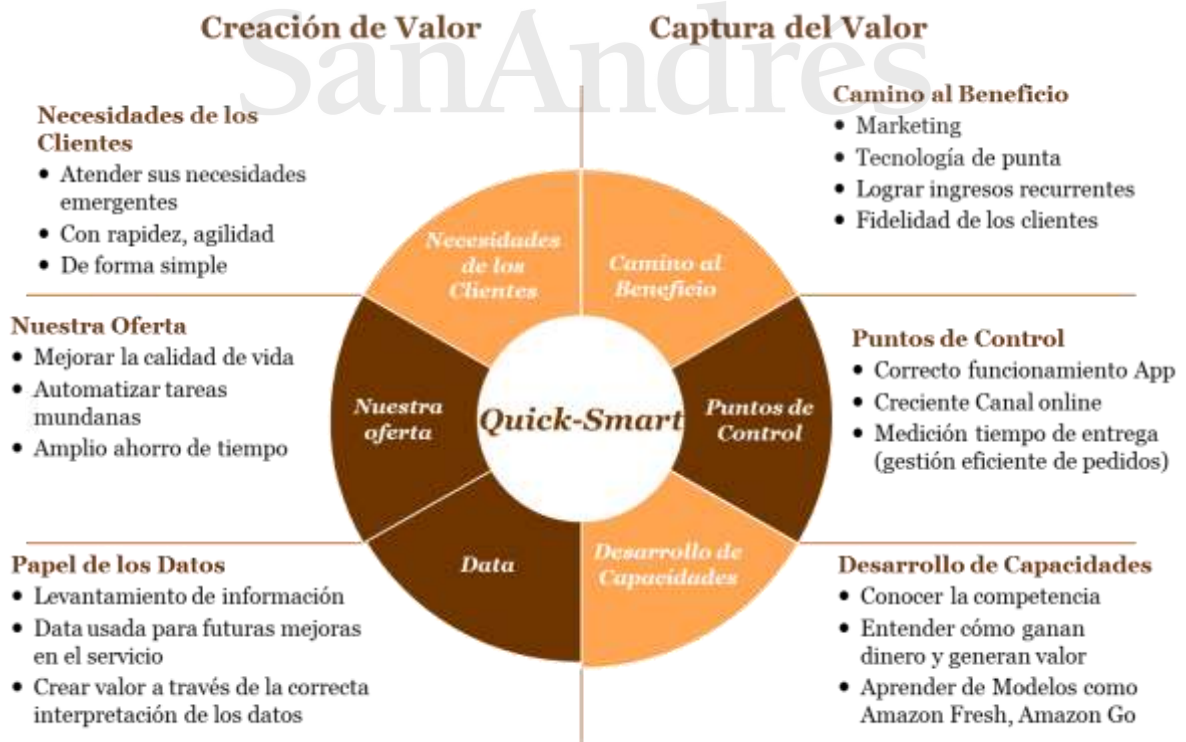 SanAndrés
Creación de Valor
Captura del Valor
Necesidades de los
Clientes
• Atender sus necesidades
emergentes
• Con rapidez, agilidad
• De forma simple
Nuestra Oferta
• Mejorar la calidad de vida
• Automatizar tareas
mundanas
• Amplio ahorro de tiempo
Papel de los Datos
• Levantamiento de información
• Data usada para futuras mejoras
en el servicio
• Crear valor a través de la correcta
interpretación de los datos
Necesidades
de los
Clientes
Camino al
Beneficio
Nuestra
oferta
Quick-Smart
Puntos de
Control
Data
Desarrollo de
Capacidades
Camino al Beneficio
• Marketing
• Tecnología de punta
• Lograr ingresos recurrentes
• Fidelidad de los clientes
Puntos de Control
• Correcto funcionamiento App
• Creciente Canal online
• Medición tiempo de entrega
(gestión eficiente de pedidos)
Desarrollo de Capacidades
• Conocer la competencia
• Entender cómo ganan
dinero y generan valor
• Aprender de Modelos como
Amazon Fresh, Amazon Go